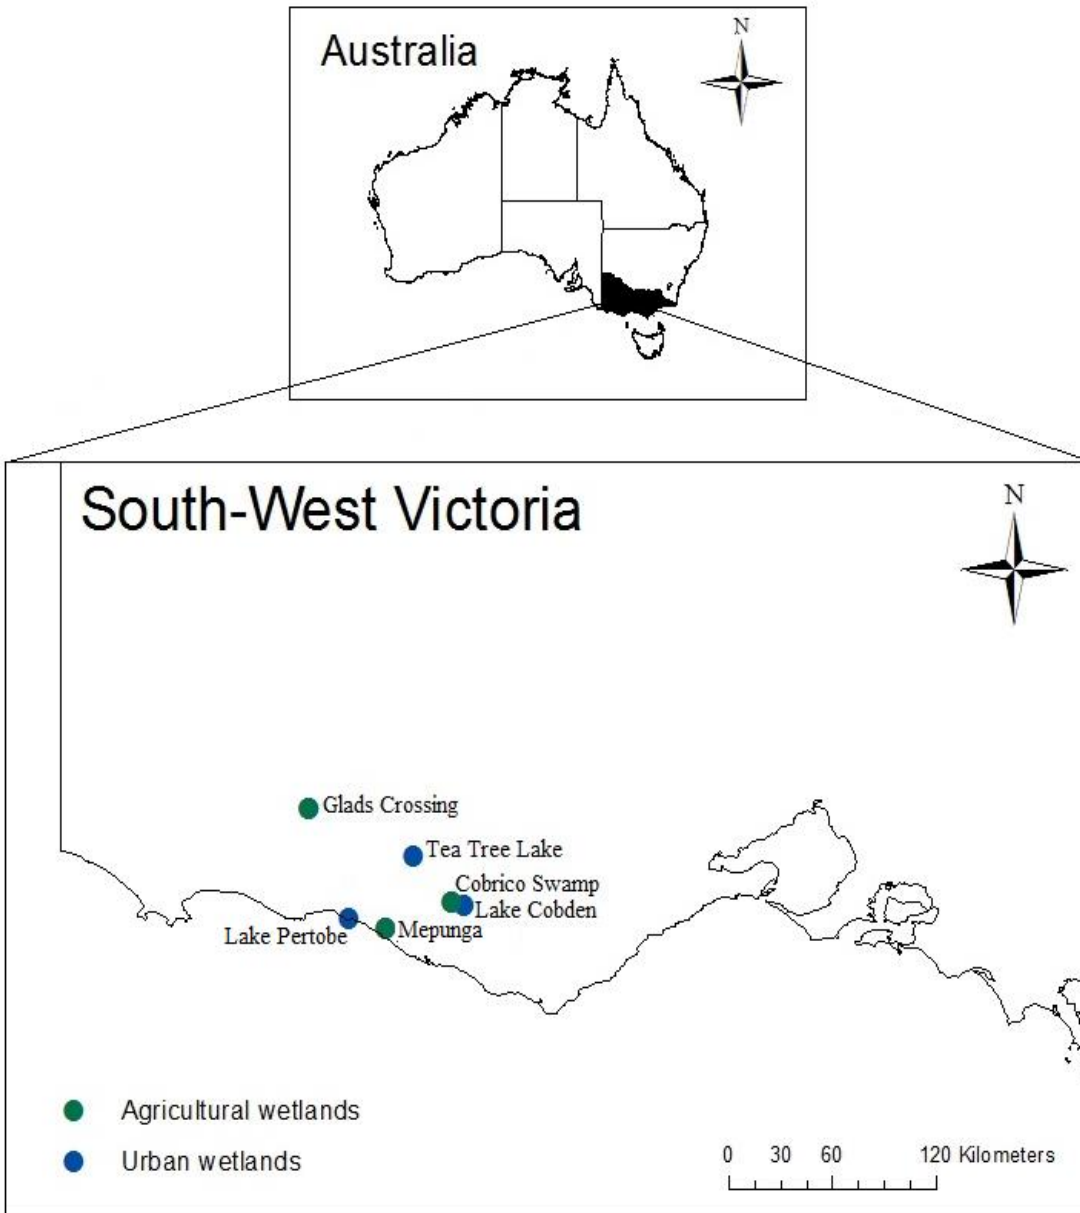 Australia
N
South-West Victoria
N
Glads Crossing
Tea Tree Lake
Cobrico Swamp
Lake Cobden
Lake Pertobe
Mepunga
Agricultural wetlands
Urban wetlands
0 30 60 120 Kilometers